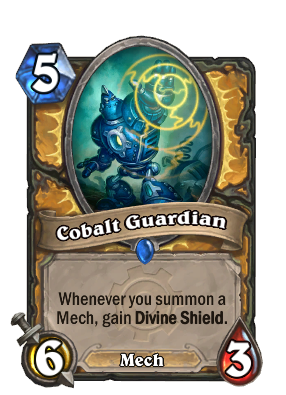 5
Cobalt Guardian
Whenever you summon a
Mech, gain Divine Shield.
6
Mech
3